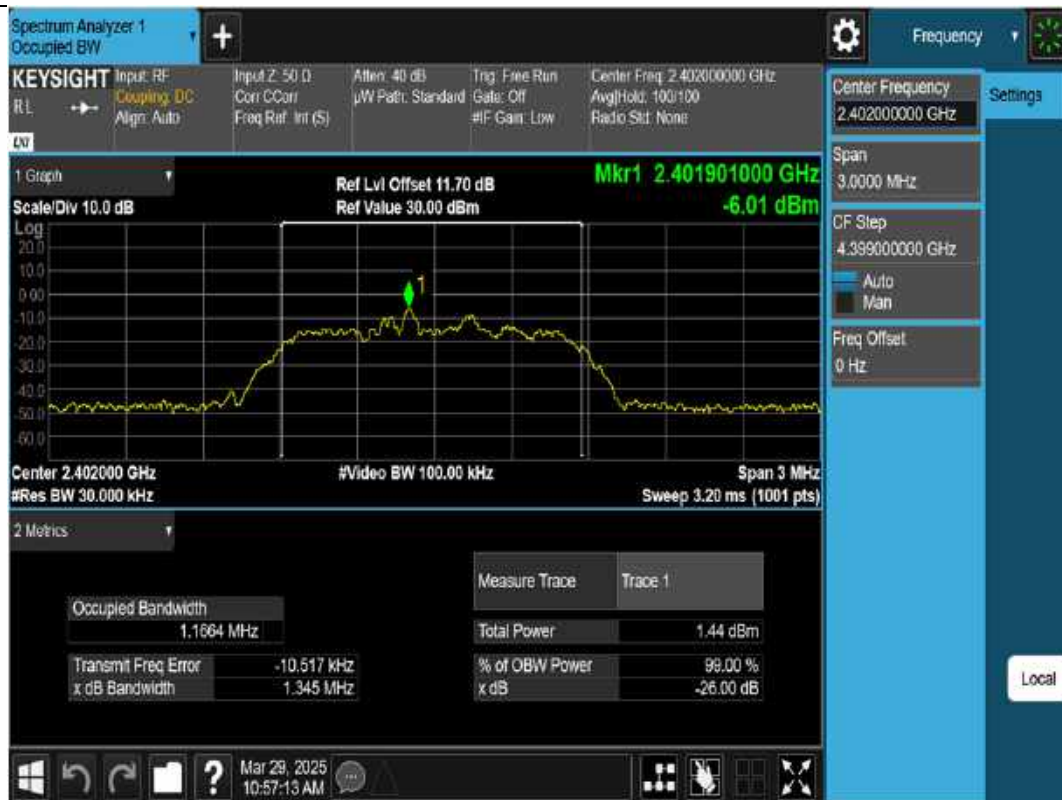 Spectrum Analyzer 1
Occupied BW
Frequency
KEYSIGHT
RL
LXI
Input: RF
Coupling: DC
Align: Auto
Input Z: 50 Ω
Corr CCorr
Freq Ref: Int (S)
Atten: 40 dB
µW Path: Standard
Trig: Free Run
Gate: Off
#IF Gain: Low
Center Freq: 2.402000000 GHz
Avg|Hold: 100/100
Radio Std: None
Center Frequency
2.402000000 GHz
Settings
Span
3.0000 MHz
CF Step
4.399000000 GHz
Auto
Man
Freq Offset
0 Hz
Local
1 Graph
Scale/Div 10.0 dB
Ref Lvl Offset 11.70 dB
Ref Value 30.00 dBm
Mkr1 2.401901000 GHz
-6.01 dBm
Log
20.0
10.0
0.00
-10.0
-20.0
-30.0
-40.0
-50.0
-60.0
1
Center 2.402000 GHz
#Video BW 100.00 kHz
Span 3 MHz
#Res BW 30.000 kHz
Sweep 3.20 ms (1001 pts)
2 Metrics
Measure Trace
Trace 1
Occupied Bandwidth
1.1664 MHz
Total Power
1.44 dBm
Transmit Freq Error
-10.517 kHz
% of OBW Power
99.00 %
x dB Bandwidth
1.345 MHz
x dB
-26.00 dB
?
Mar 29, 2025
10:57:13 AM